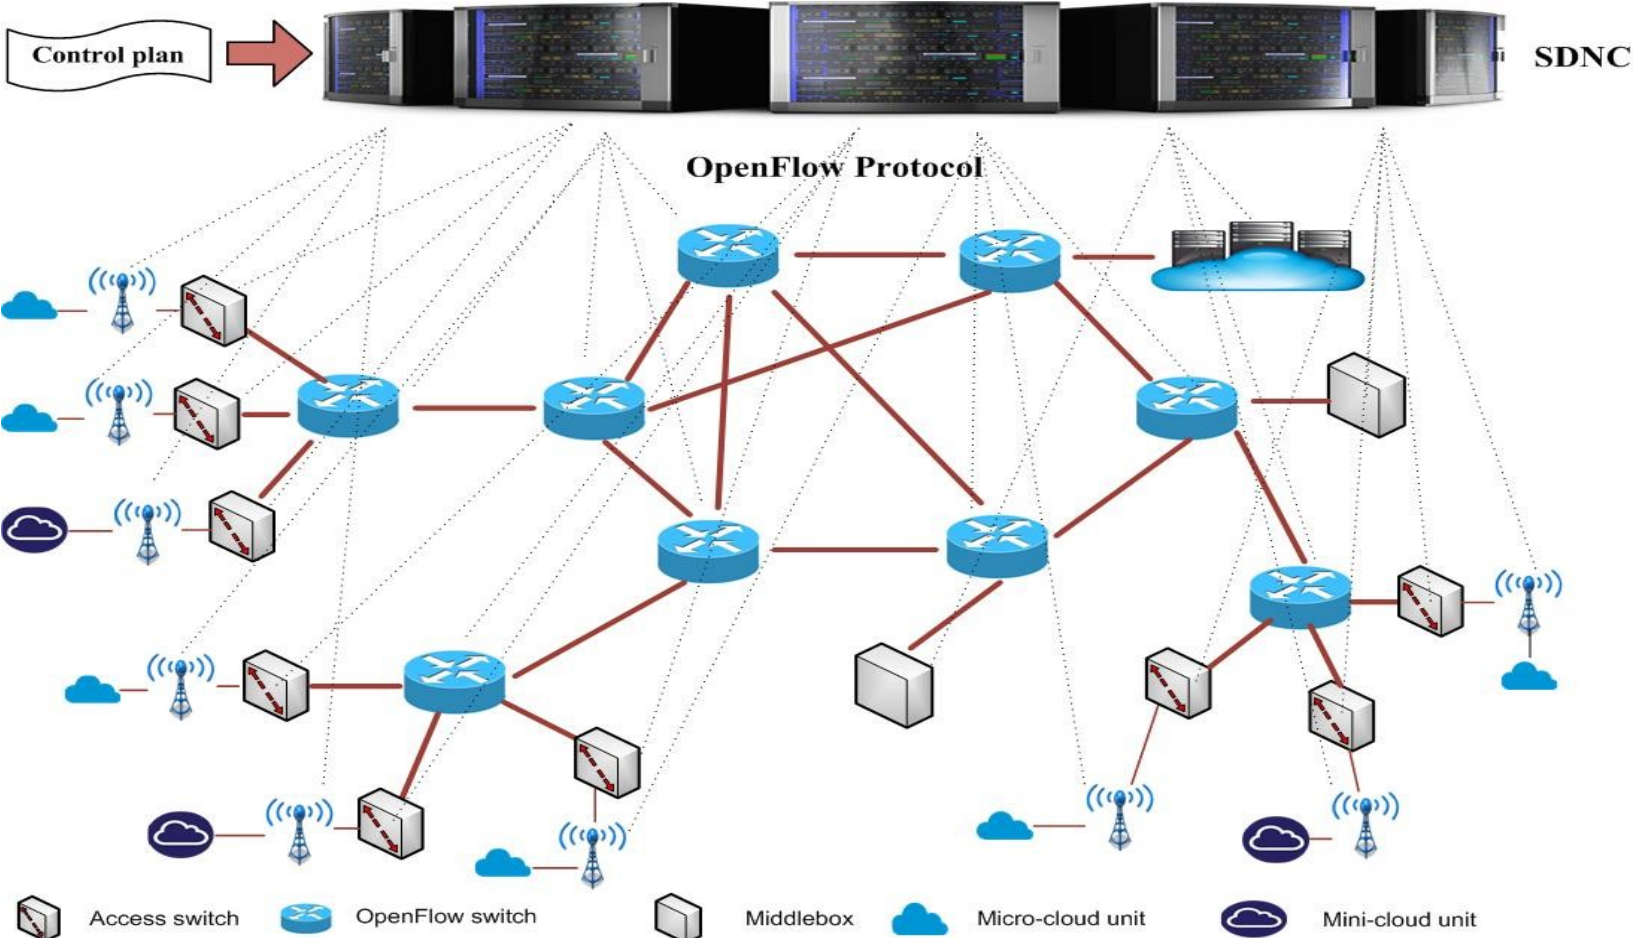 Control plan
SDNC
OpenFlow Protocol
Access switch
OpenFlow switch
Middlebox
Micro-cloud unit
Mini-cloud unit